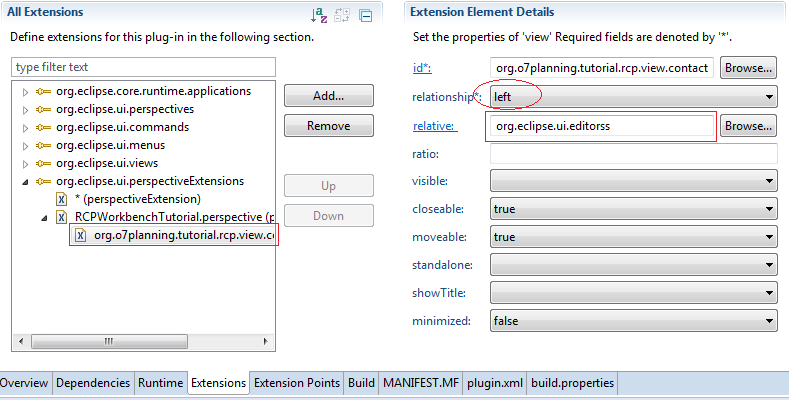 All Extensions
Define extensions for this plug-in in the following section.
type filter text
org.eclipse.core.runtime.applications
org.eclipse.ui.perspectives
org.eclipse.ui.commands
org.eclipse.ui.menus
org.eclipse.ui.views
org.eclipse.ui.perspectiveExtensions
* (perspectiveExtension)
RCPWorkbenchTutorial.perspective (p
org.o7planning.tutorial.rcp.view.co
Add...
Remove
Up
Down
Extension Element Details
Set the properties of 'view' Required fields are denoted by '*'.
id*: org.o7planning.tutorial.rcp.view.contact Browse...
relationship*: left
relative: org.eclipse.ui.editorss Browse...
ratio:
visible:
closeable: true
moveable: true
standalone:
showTitle:
minimized: false
Overview Dependencies Runtime Extensions Extension Points Build MANIFEST.MF plugin.xml build.properties